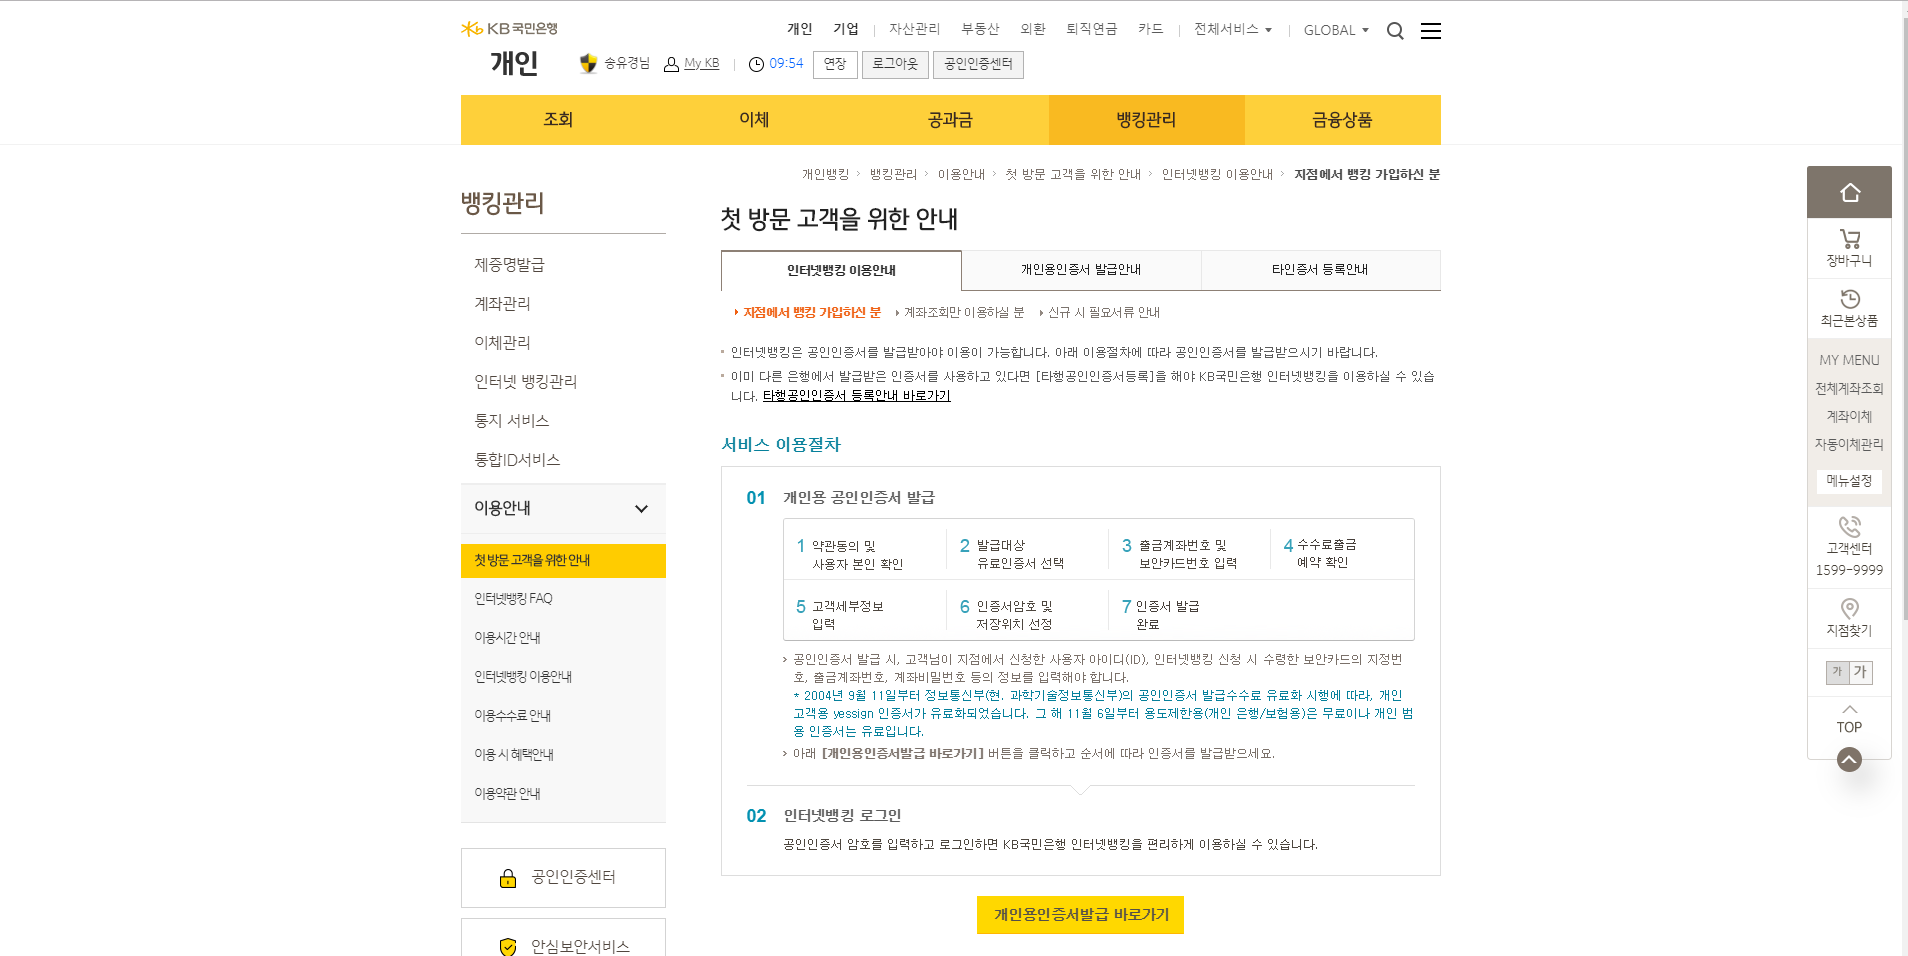 KB국민은행
개인 기업 자산관리 부동산 외환 퇴직연금 카드 전체서비스 GLOBAL
개인 송유경님 My KB 09:54 연장 로그아웃 공인인증센터
조회 이체 공과금 뱅킹관리 금융상품
개인뱅킹 뱅킹관리 이용안내 첫 방문 고객을 위한 안내 인터넷뱅킹 이용안내 지점에서 뱅킹 가입하신 분
뱅킹관리
제증명발급
계좌관리
이체관리
인터넷 뱅킹관리
통지 서비스
통합ID서비스
이용안내
첫 방문 고객을 위한 안내
인터넷뱅킹 FAQ
이용시간 안내
인터넷뱅킹 이용안내
이용수수료 안내
이용 시 혜택안내
이용약관 안내
공인인증센터
안심보안서비스
첫 방문 고객을 위한 안내
인터넷뱅킹 이용안내 개인용인증서 발급안내 타인증서 등록안내
지점에서 뱅킹 가입하신 분 계좌조회만 이용하실 분 신규 시 필요서류 안내
인터넷뱅킹은 공인인증서를 발급받아야 이용이 가능합니다. 아래 이용절차에 따라 공인인증서를 발급받으시기 바랍니다.
이미 다른 은행에서 발급받은 인증서를 사용하고 있다면 [타행공인인증서등록]을 해야 KB국민은행 인터넷뱅킹을 이용하실 수 있습
니다. 타행공인인증서 등록안내 바로가기
서비스 이용절차
01 개인용 공인인증서 발급
1 약관동의 및
사용자 본인 확인
2 발급대상
유료인증서 선택
3 출금계좌번호 및
보안카드번호 입력
4 수수료출금
예약 확인
5 고객세부정보
입력
6 인증서암호 및
저장위치 선정
7 인증서 발급
완료
공인인증서 발급 시, 고객님이 지점에서 신청한 사용자 아이디(ID), 인터넷뱅킹 신청 시 수령한 보안카드의 지정번
호, 출금계좌번호, 계좌비밀번호 등의 정보를 입력해야 합니다.
* 2004년 9월 11일부터 정보통신부(현. 과학기술정보통신부)의 공인인증서 발급수수료 유료화 시행에 따라, 개인
고객용 yessign 인증서가 유료화되었습니다. 그 해 11월 6일부터 용도제한용(개인 은행/보험용)은 무료이나 개인 범
용 인증서는 유료입니다.
아래 [개인용인증서발급 바로가기] 버튼을 클릭하고 순서에 따라 인증서를 발급받으세요.
02 인터넷뱅킹 로그인
공인인증서 암호를 입력하고 로그인하면 KB국민은행 인터넷뱅킹을 편리하게 이용하실 수 있습니다.
개인용인증서발급 바로가기
장바구니
최근본상품
MY MENU
전체계좌조회
계좌이체
자동이체관리
메뉴설정
고객센터
1599-9999
지점찾기
가 가
TOP